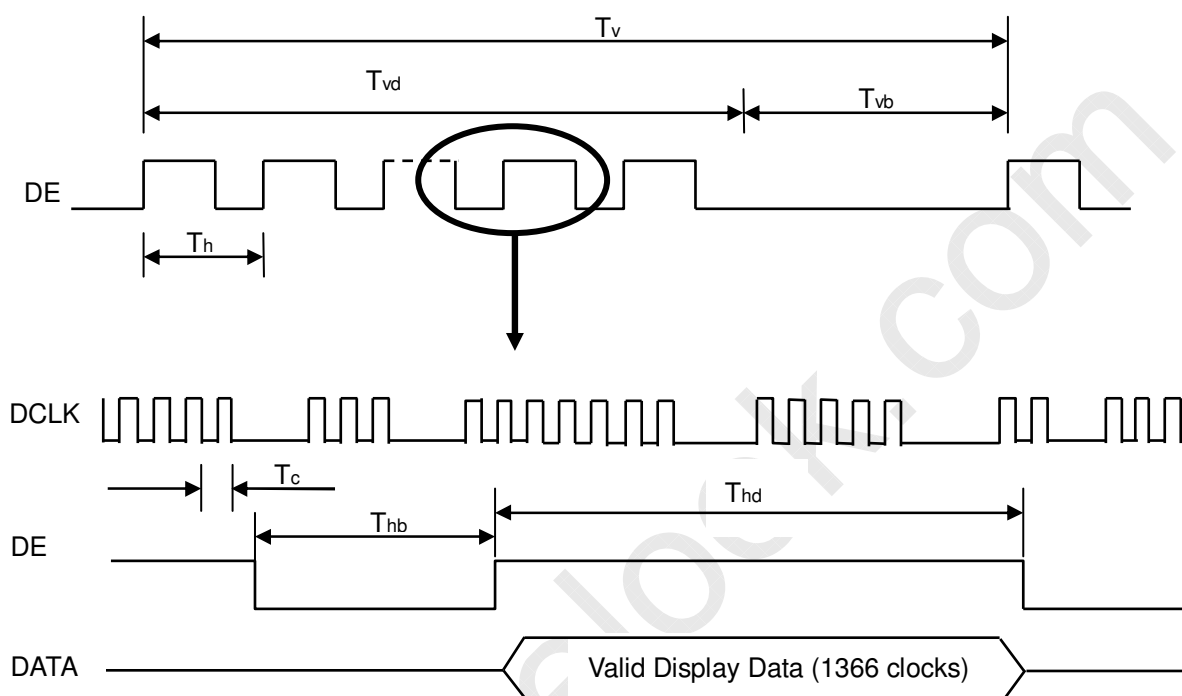 Tv
Tvd
Tvb
DE
Th
DCLK
Tc
Thd
Thb
DE
DATA
Valid Display Data (1366 clocks)